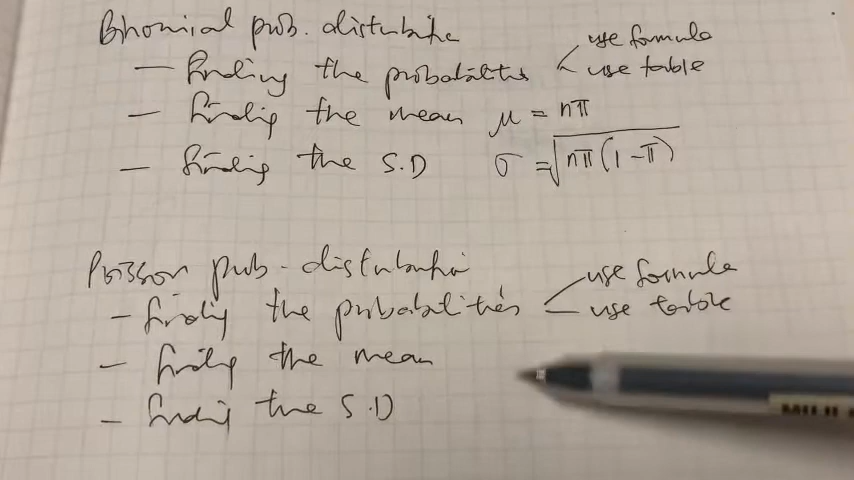 Binomial prob. distribution
— finding the probabilities < use formula
use table
— finding the mean μ = nπ
— finding the S.D σ = √nπ(1-π)
Poisson prob. distribution
— finding the probabilities < use formula
use table
— finding the mean
— finding the S.D